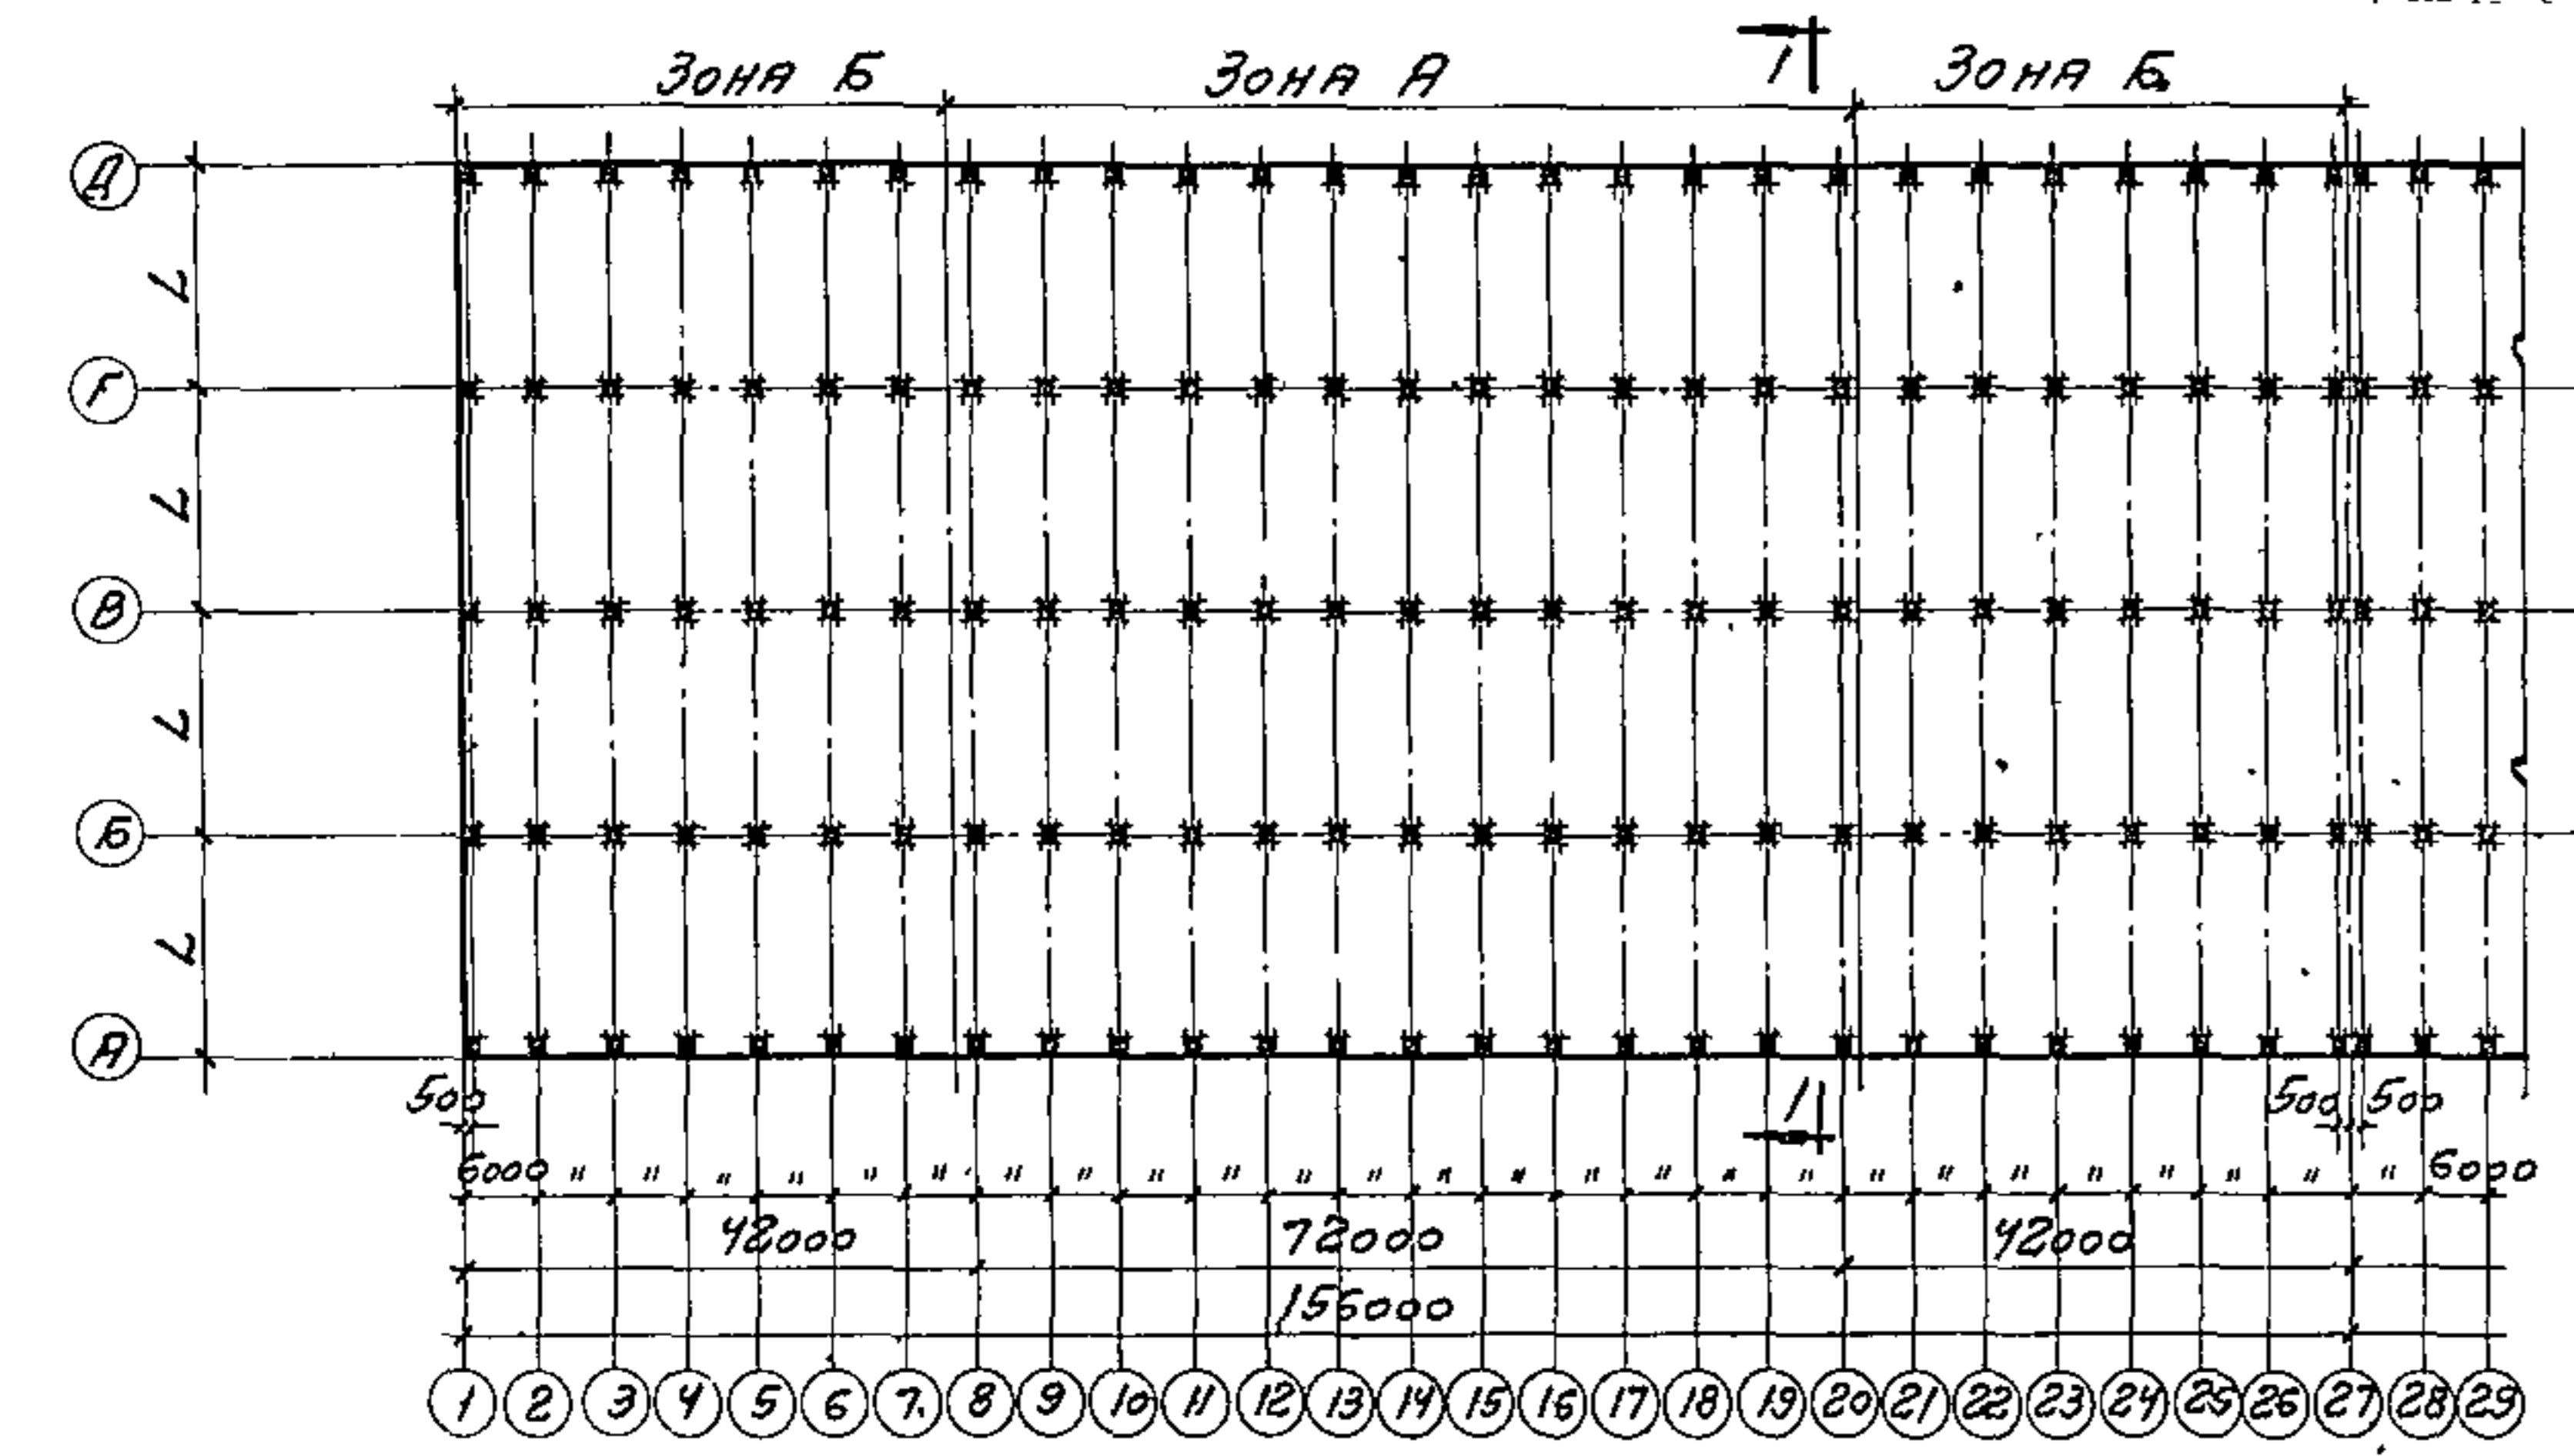 Зона Б Зона А 1 Зона Б
Д
L
Г
L
В
L
Б
L
А
500 1 500 500
6000 " " " " " " " " " " " " " " " " " " " " " " " " " " 6000
42000 72000 42000
156000
1 2 3 4 5 6 7 8 9 10 11 12 13 14 15 16 17 18 19 20 21 22 23 24 25 26 27 28 29